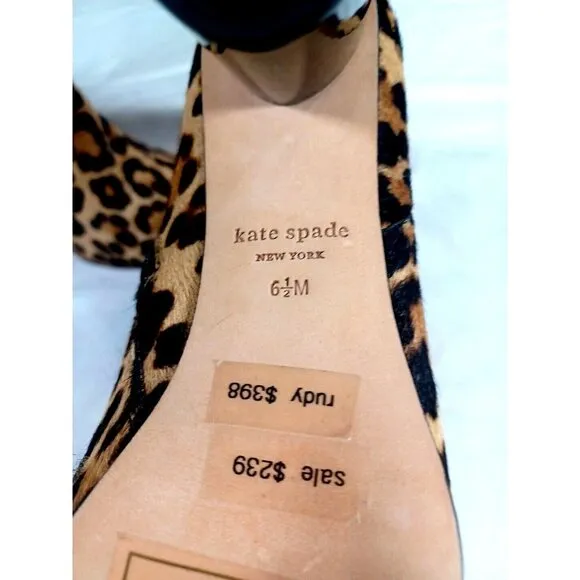 kate spade
NEW YORK
6½M
rudy $398
sale $239